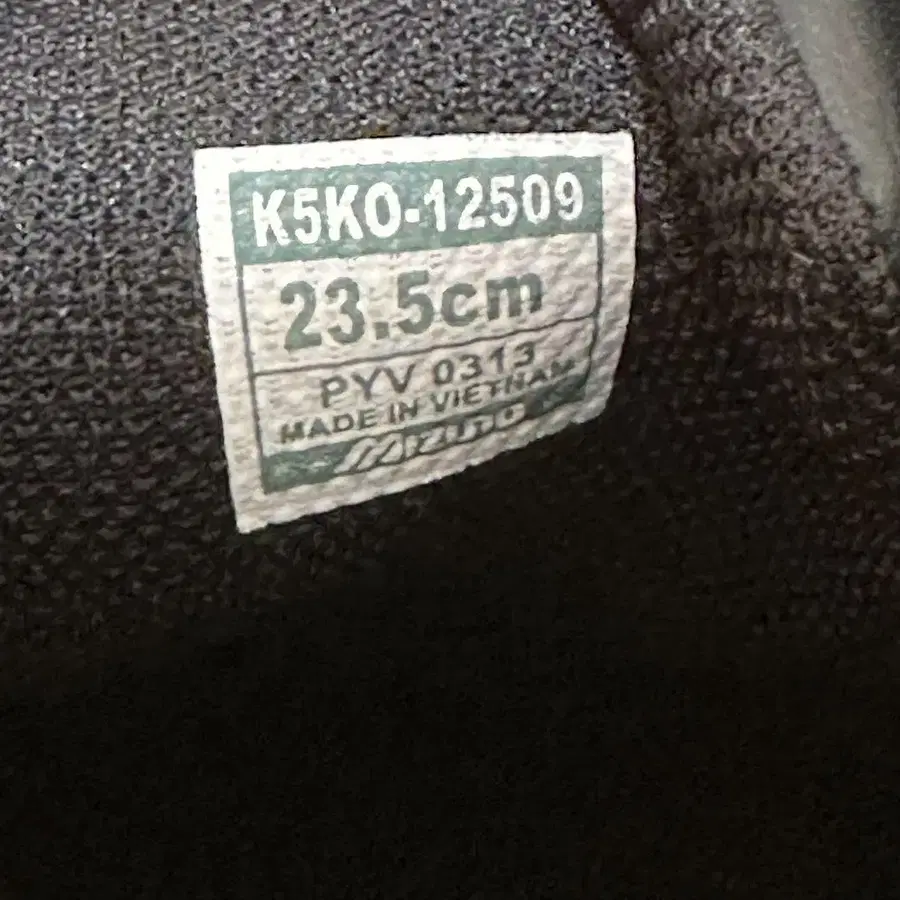 K5KO-12509
23.5cm
PYV 0313
MADE IN VIETNAM
Mizuno